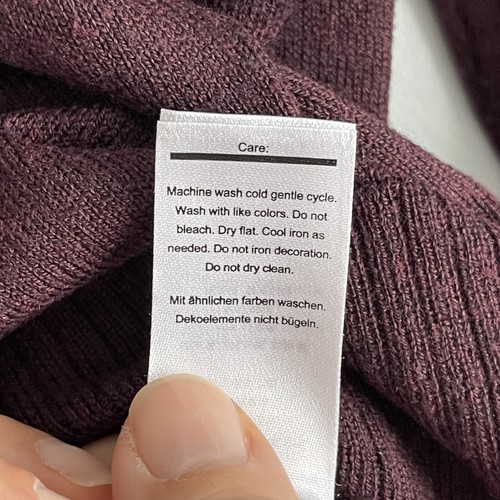 Care:
Machine wash cold gentle cycle.
Wash with like colors. Do not
bleach. Dry flat. Cool iron as
needed. Do not iron decoration.
Do not dry clean.
Mit ähnlichen farben waschen.
Dekoelemente nicht bügeln.